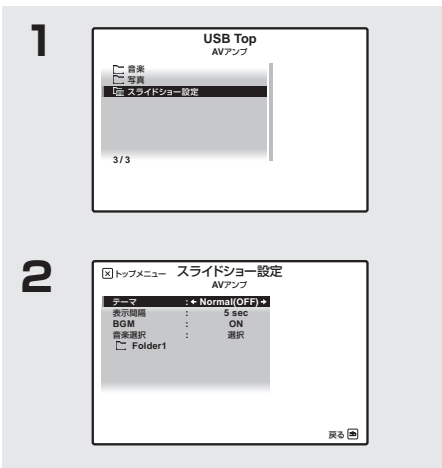 1
USB Top
AVアンプ
音楽
写真
スライドショー設定
3/3
2
トップメニュー スライドショー設定
AVアンプ
テーマ : Normal(OFF)
表示間隔 : 5 sec
BGM : ON
音楽選択 : 選択
Folder1
戻る